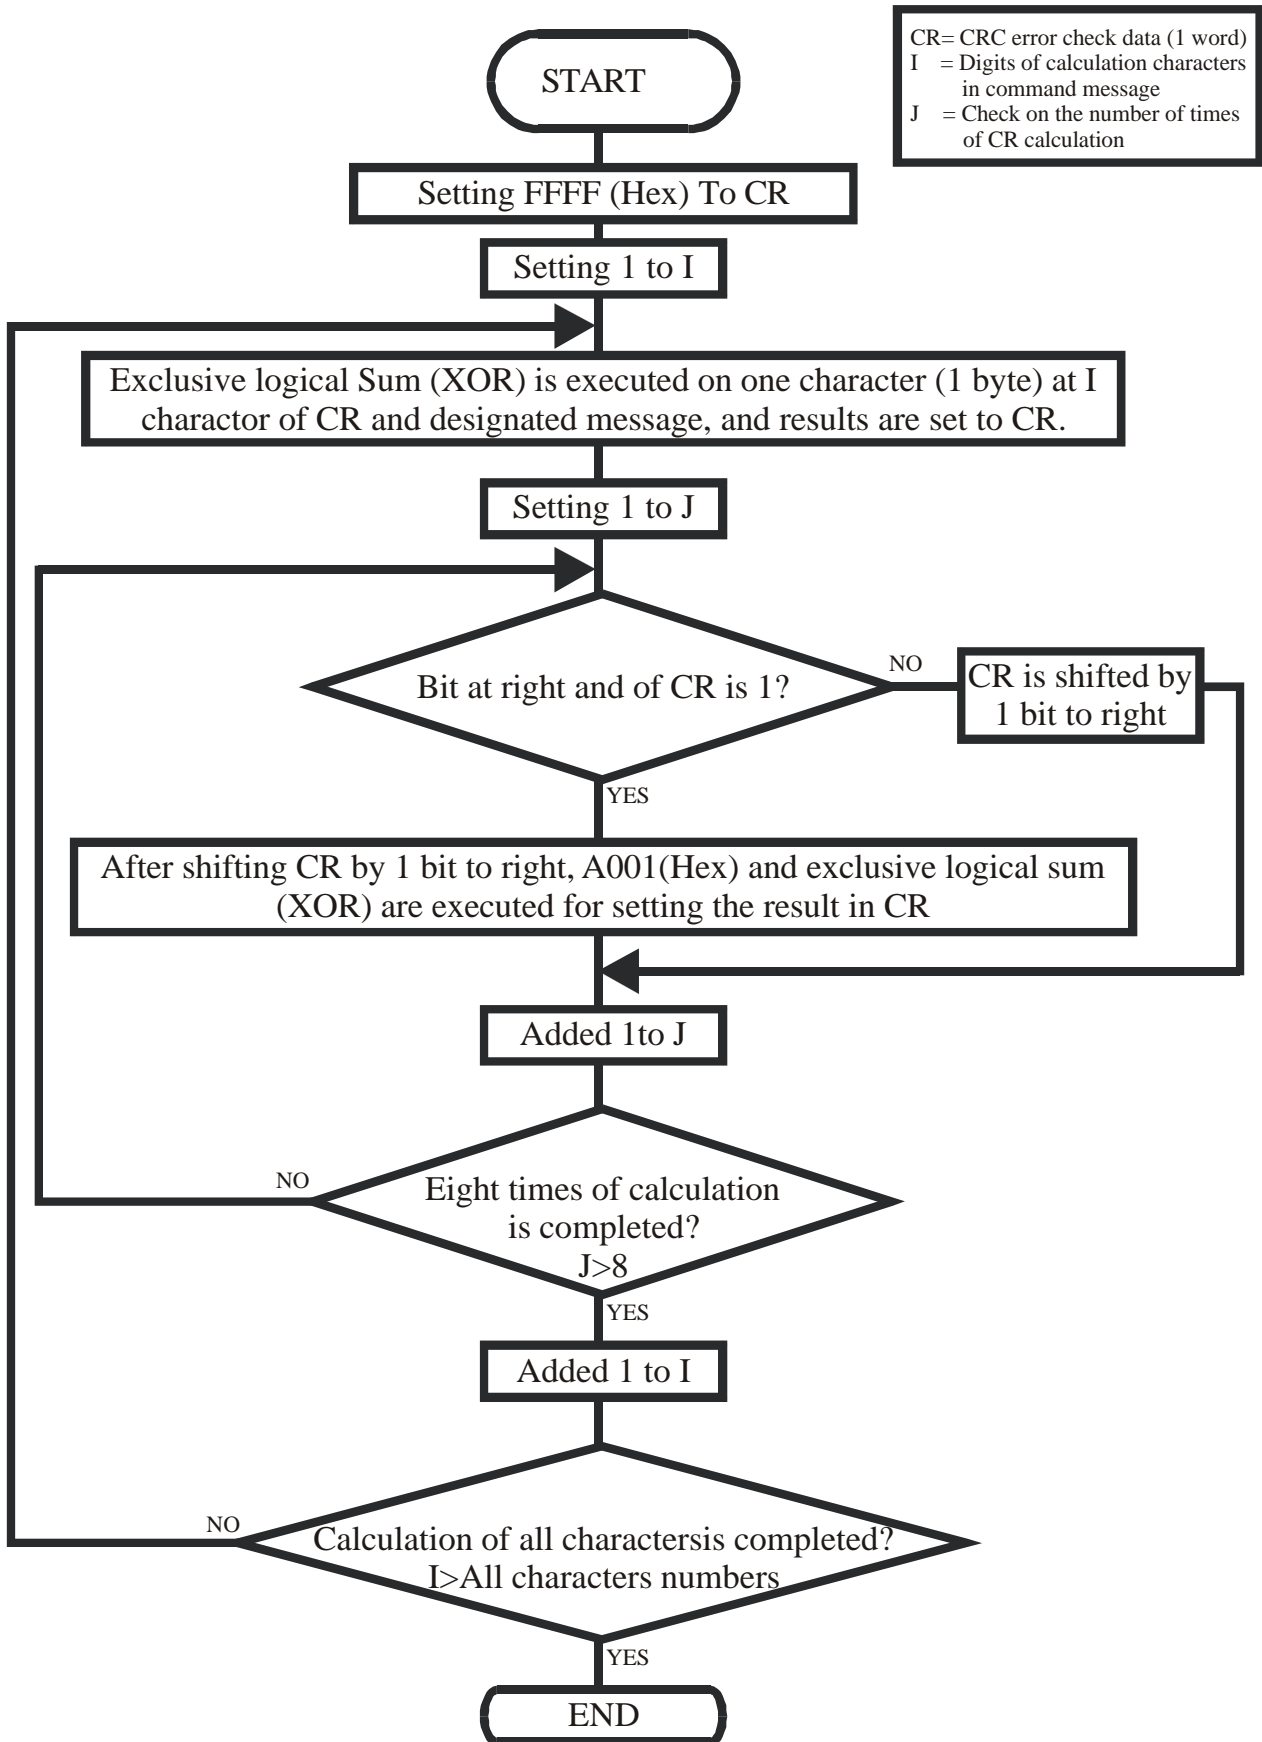 CR= CRC error check data (1 word)
I = Digits of calculation characters
in command message
J = Check on the number of times
of CR calculation
START
Setting FFFF (Hex) To CR
Setting 1 to I
Exclusive logical Sum (XOR) is executed on one character (1 byte) at I
charactor of CR and designated message, and results are set to CR.
Setting 1 to J
Bit at right and of CR is 1?
NO
CR is shifted by
1 bit to right
YES
After shifting CR by 1 bit to right, A001(Hex) and exclusive logical sum
(XOR) are executed for setting the result in CR
Added 1to J
NO
Eight times of calculation
is completed?
J>8
YES
Added 1 to I
NO
Calculation of all charactersis completed?
I>All characters numbers
YES
END